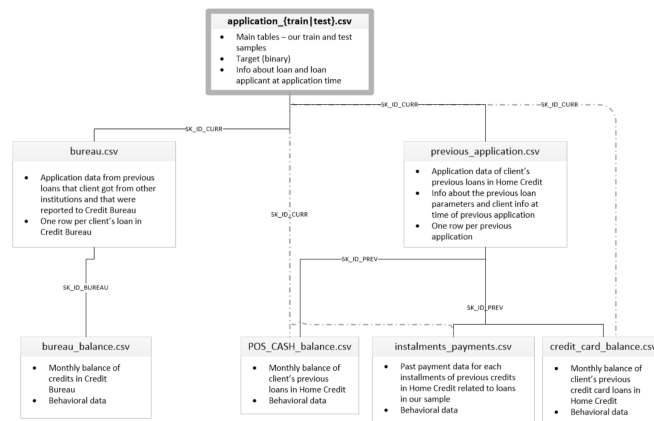 application_{train|test}.csv
• Main tables – our train and test
samples
• Target (binary)
• Info about loan and loan
applicant at application time
SK_ID_CURR
SK_ID_CURR
SK_ID_CURR
bureau.csv
• Application data from previous
loans that client got from other
institutions and that were
reported to Credit Bureau
• One row per client's loan in
Credit Bureau
SK_ID_CURR
previous_application.csv
• Application data of client's
previous loans in Home Credit
• Info about the previous loan
parameters and client info at
time of previous application
• One row per previous
application
SK_ID_BUREAU
SK_ID_PREV
SK_ID_PREV
bureau_balance.csv
• Monthly balance of
credits in Credit
Bureau
• Behavioral data
POS_CASH_balance.csv
• Monthly balance of
client's previous
loans in Home Credit
• Behavioral data
instalments_payments.csv
• Past payment data for each
installments of previous credits
in Home Credit related to loans
in our sample
• Behavioral data
credit_card_balance.csv
• Monthly balance of
client's previous
credit card loans in
Home Credit
• Behavioral data